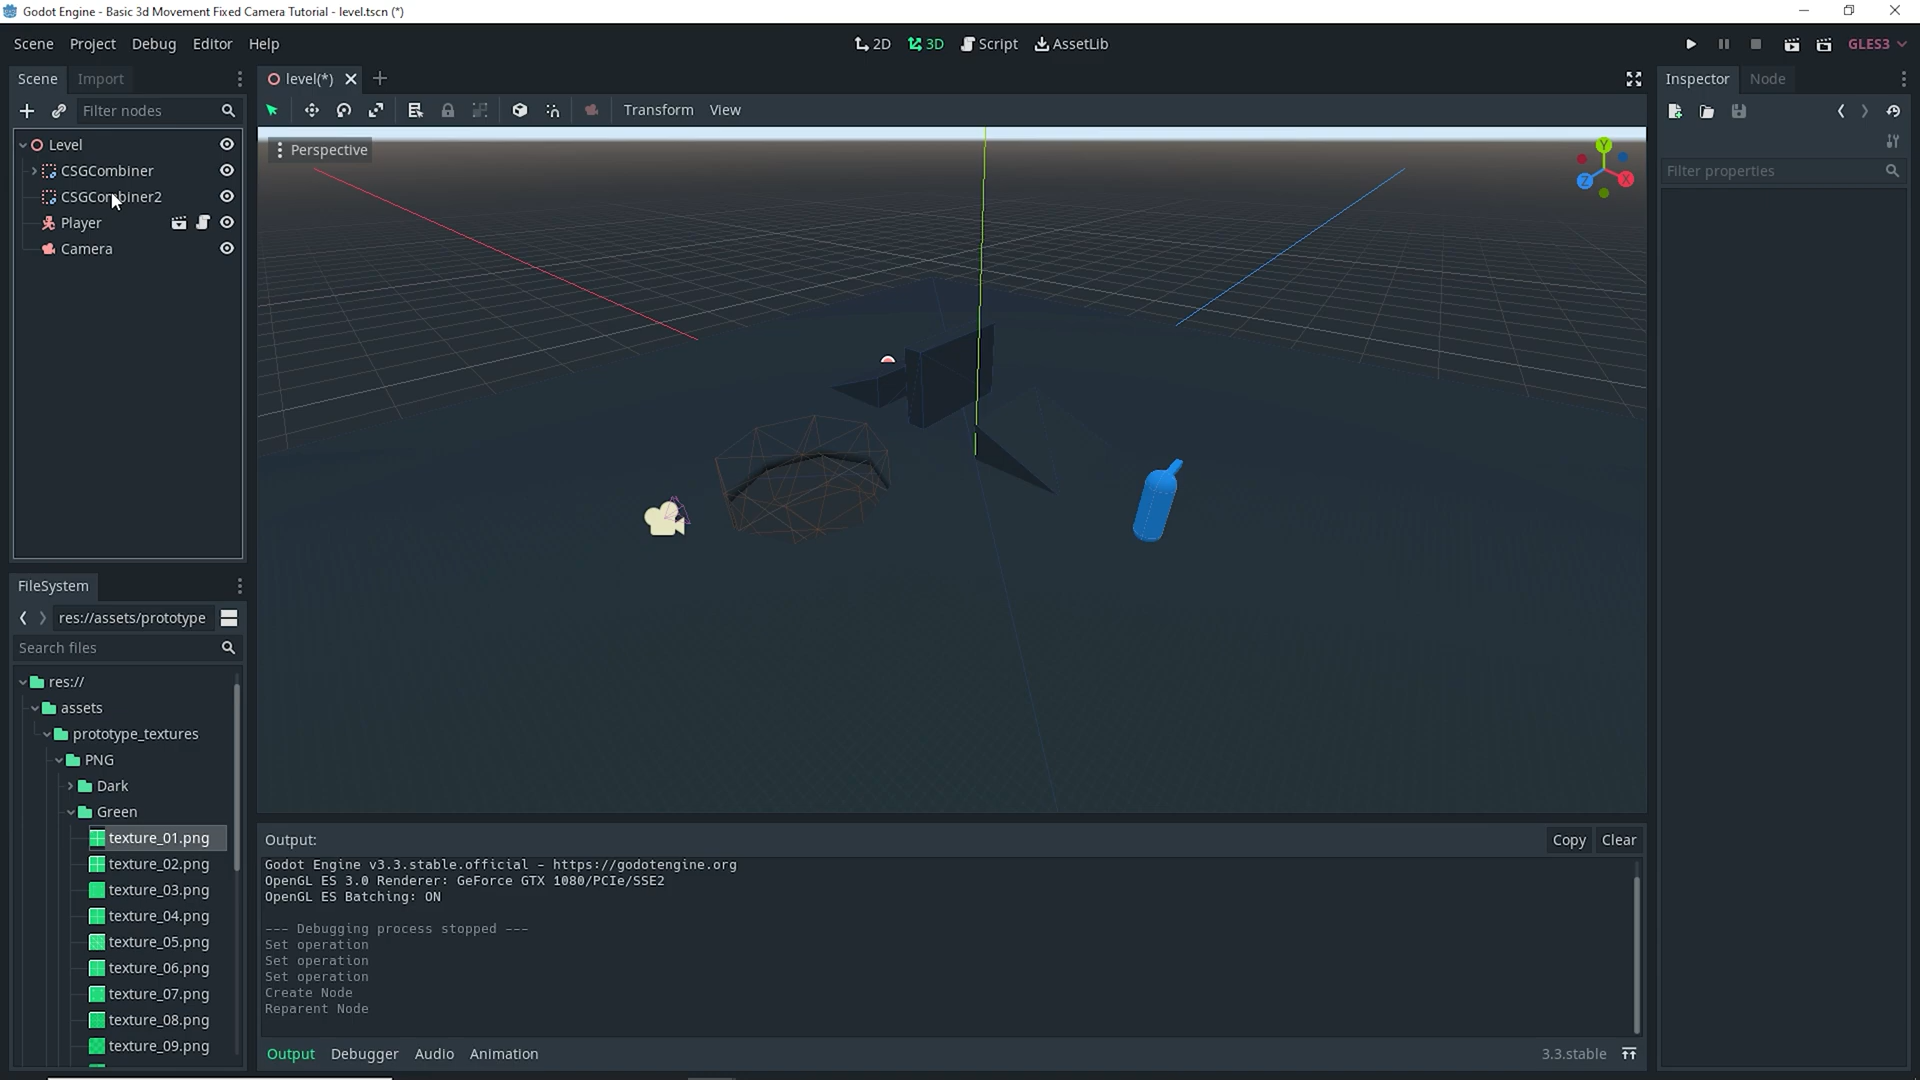 Godot Engine - Basic 3d Movement Fixed Camera Tutorial - level.tscn (*)
Scene Project Debug Editor Help
2D 3D Script AssetLib
GLES3
Scene Import
level(*)
Inspector Node
Filter nodes
Transform View
Level
CSGCombiner
CSGCombiner2
Player
Camera
Perspective
Y
Z
X
Filter properties
FileSystem
res://assets/prototype
Search files
res://
assets
prototype_textures
PNG
Dark
Green
texture_01.png
texture_02.png
texture_03.png
texture_04.png
texture_05.png
texture_06.png
texture_07.png
texture_08.png
texture_09.png
Output:
Copy Clear
Godot Engine v3.3.stable.official - https://godotengine.org
OpenGL ES 3.0 Renderer: GeForce GTX 1080/PCIe/SSE2
OpenGL ES Batching: ON
--- Debugging process stopped ---
Set operation
Set operation
Set operation
Create Node
Reparent Node
Output Debugger Audio Animation
3.3.stable